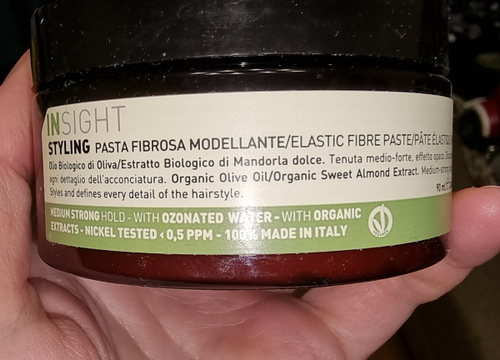 INSIGHT
STYLING PASTA FIBROSA MODELLANTE/ELASTIC FIBRE PASTE/PÂTE
Olio Biologico di Oliva/Estratto Biologico di Mandorla dolce. Tenuta medio-forte, effetto opaco.
ogni dettaglio dell'acconciatura. Organic Olive Oil/Organic Sweet Almond Extract. Medium-strong
Styles and defines every detail of the hairstyle. 90 mL
MEDIUM STRONG HOLD - WITH OZONATED WATER - WITH ORGANIC
EXTRACTS - NICKEL TESTED < 0,5 PPM - 100% MADE IN ITALY